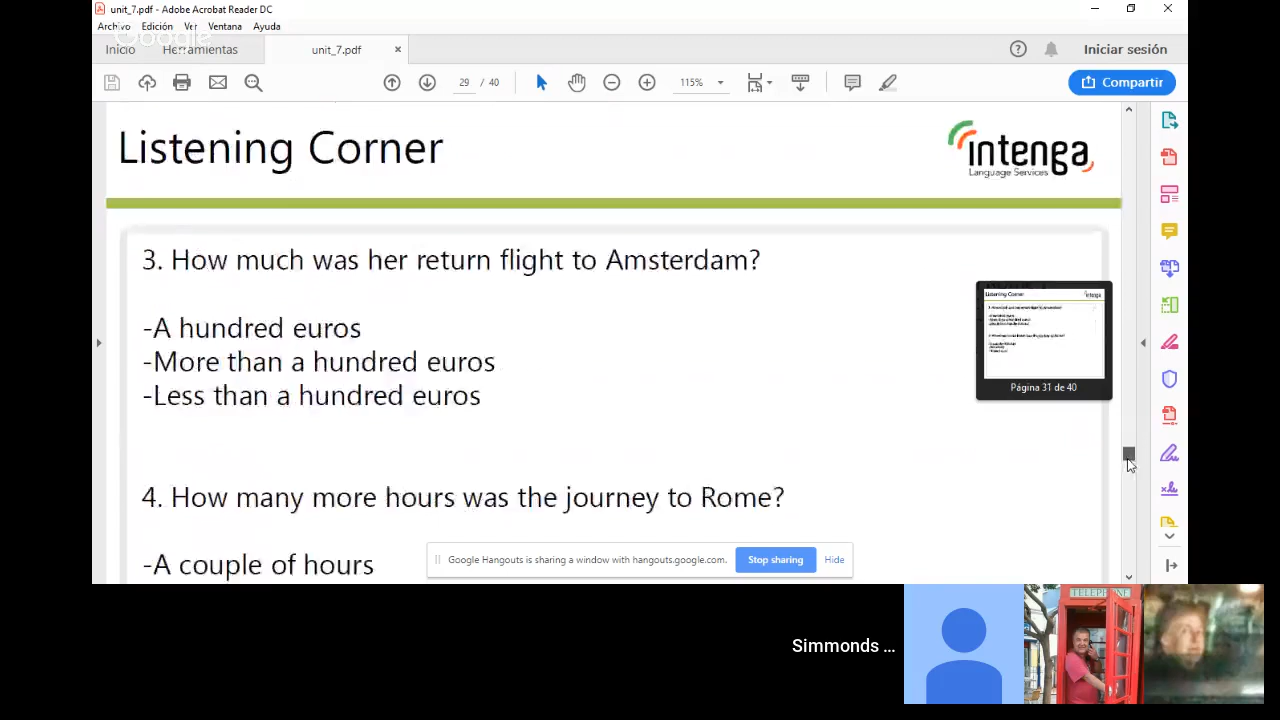 unit_7.pdf - Adobe Acrobat Reader DC
Archivo Edición Ver Ventana Ayuda
Google
Inicio Herramientas unit_7.pdf × Iniciar sesión
29 / 40 115% Compartir
Listening Corner
intenga
Language Services
3. How much was her return flight to Amsterdam?
-A hundred euros
-More than a hundred euros
-Less than a hundred euros
Listening Corner
intenga
Página 31 de 40
4. How many more hours was the journey to Rome?
-A couple of hours
Google Hangouts is sharing a window with hangouts.google.com. Stop sharing Hide
Simmonds ...
TELEPHONE